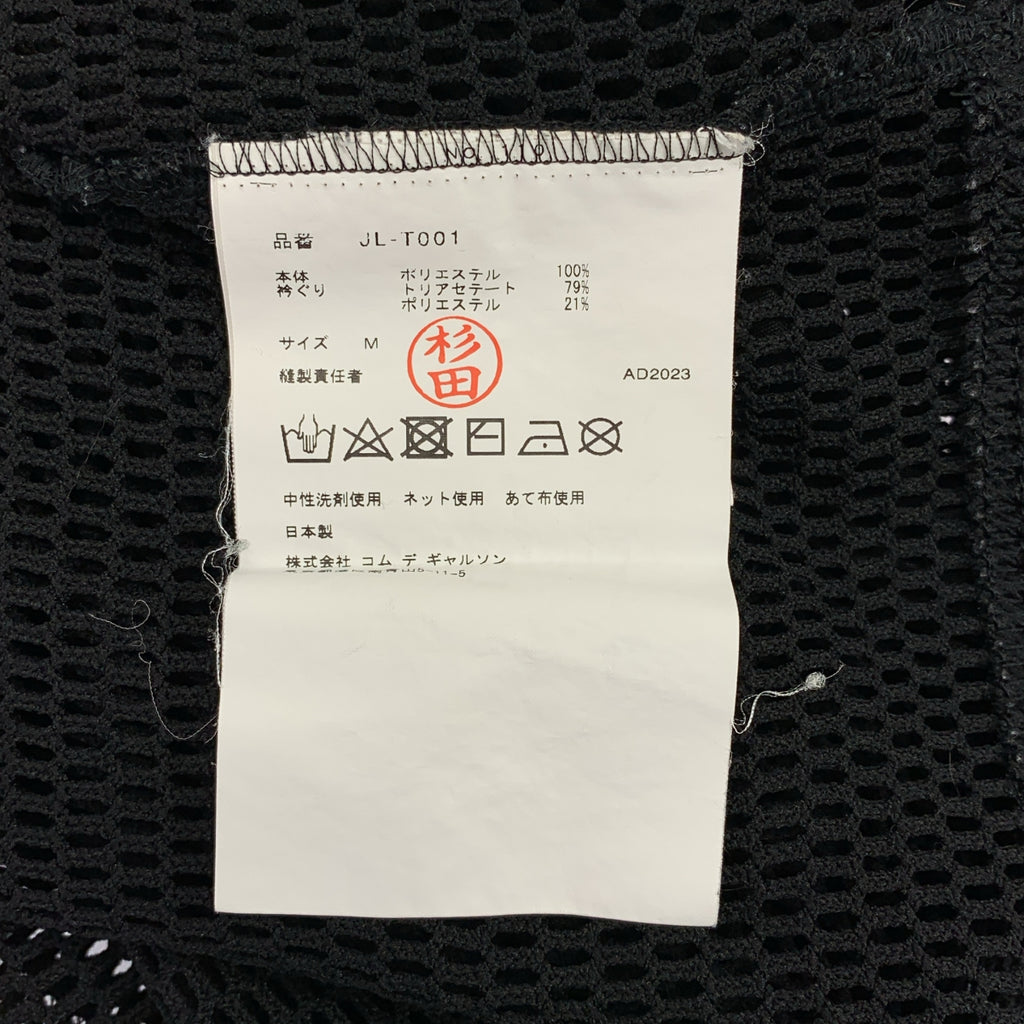 品番 JL-T001
本体 ポリエステル 100%
衿ぐり トリアセテート 79%
ポリエステル 21%
サイズ M
杉田
縫製責任者 AD2023
中性洗剤使用 ネット使用 あて布使用
日本製
株式会社 コム デ ギャルソン
11-5